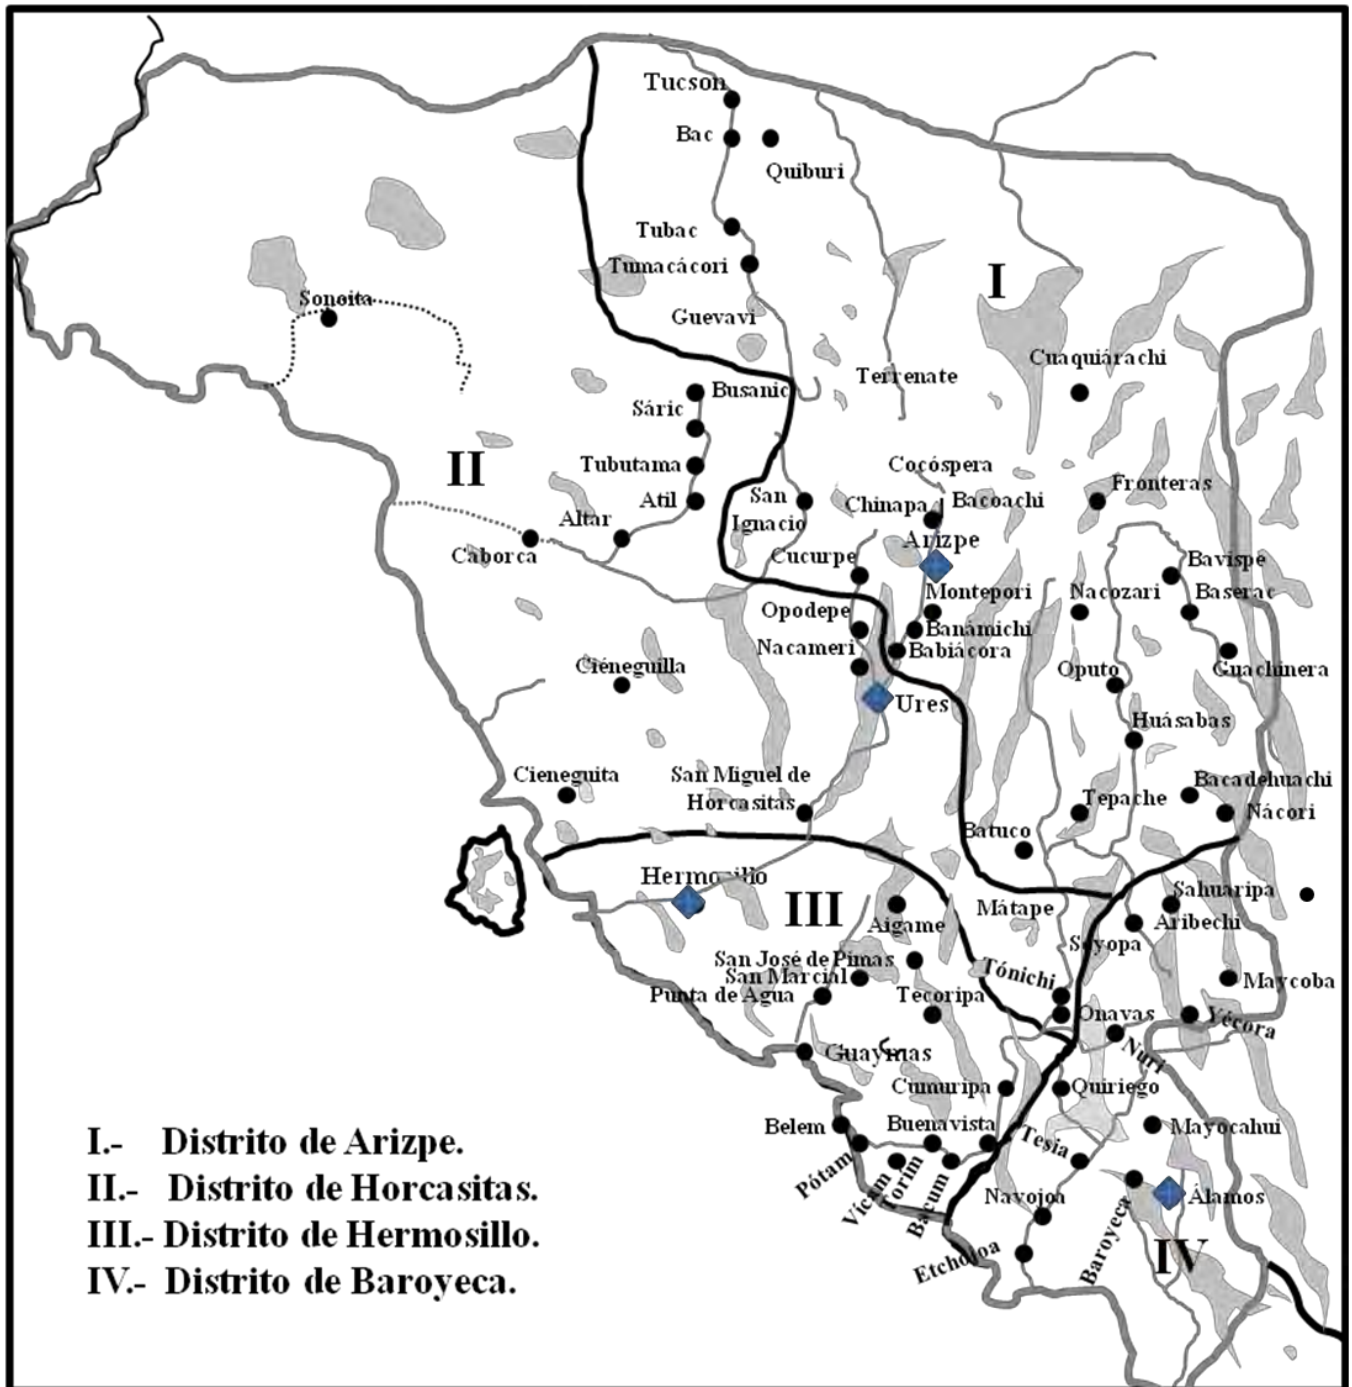 Tucson
Bac
Quiburi
Tubac
Tumacácori
I
Sonoita
Guevavi
Cuaquiárachi
Terrenate
Busanic
Sáric
II
Tubutama
Cocóspera
Atil
San
Ignacio
Chinapa
Bacoachi
Fronteras
Altar
Caborca
Arizpe
Cucurpe
Bavispe
Montepori
Nacozari
Baserac
Opodepe
Banámichi
Nacameri
Babiácora
Ciéneguilla
Oputo
Guachinera
Ures
Huásabas
Cieneguita
San Miguel de
Horcasitas
Bacadehuachi
Tepache
Nácori
Batuco
Hermosillo
III
Sahuaripa
Mátape
Aribechi
Aigame
Soyopa
San José de Pimas
San Marcial
Tónichi
Maycoba
Punta de Agua
Tecoripa
Onavas
Yécora
Guaymas
Nuri
Cumuripa
Quiriego
Belem
Buenavista
Tesia
Mayocahui
Pótam
Vícam
Torim
Bacum
Navojoa
Álamos
Etchojoa
Baroyeca
IV
I.- Distrito de Arizpe.
II.- Distrito de Horcasitas.
III.- Distrito de Hermosillo.
IV.- Distrito de Baroyeca.